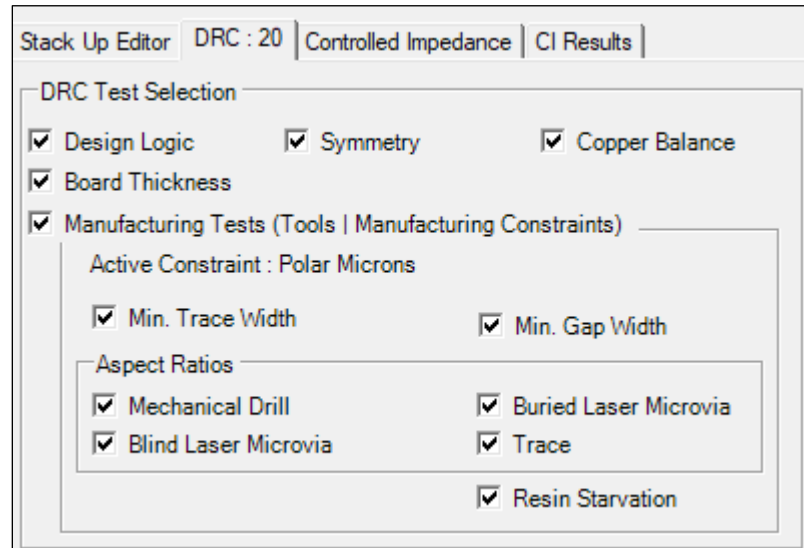 Stack Up Editor DRC : 20 Controlled Impedance CI Results
DRC Test Selection
Design Logic Symmetry Copper Balance
Board Thickness
Manufacturing Tests (Tools | Manufacturing Constraints)
Active Constraint : Polar Microns
Min. Trace Width Min. Gap Width
Aspect Ratios
Mechanical Drill Buried Laser Microvia
Blind Laser Microvia Trace
Resin Starvation